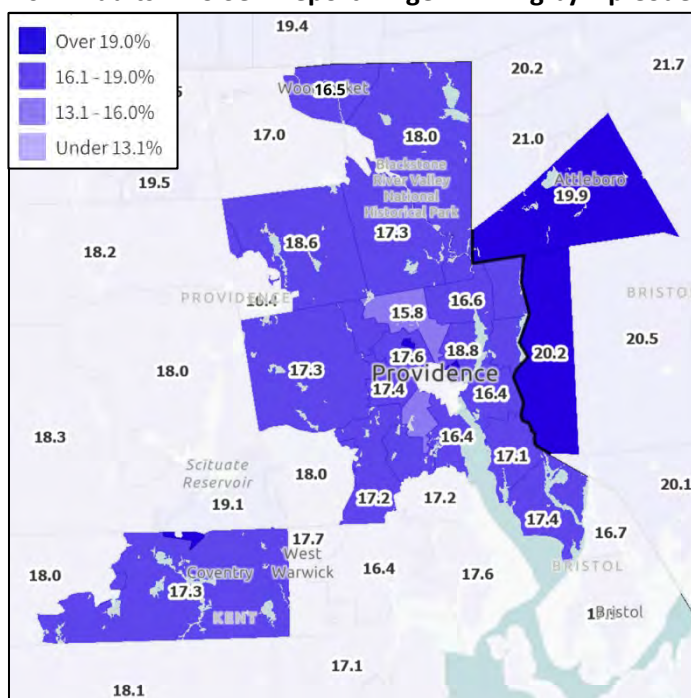 Over 19.0%
16.1 - 19.0%
13.1 - 16.0%
Under 13.1%
19.4
20.2
21.7
16.5
17.0
18.0
21.0
Blackstone
River Valley
National
Historical Park
Attleboro
19.9
19.5
18.2
18.6
17.3
PROVIDENCE
15.8
16.6
BRISTOL
20.2
20.5
18.0
17.3
17.6
18.8
Providence
17.4
16.4
18.3
16.4
17.1
Scituate
Reservoir
18.0
19.1
17.2
17.2
17.4
20.1
16.7
17.7
West
Warwick
18.0
Coventry
17.3
KENT
16.4
17.6
BRISTOL
Bristol
17.1
18.1